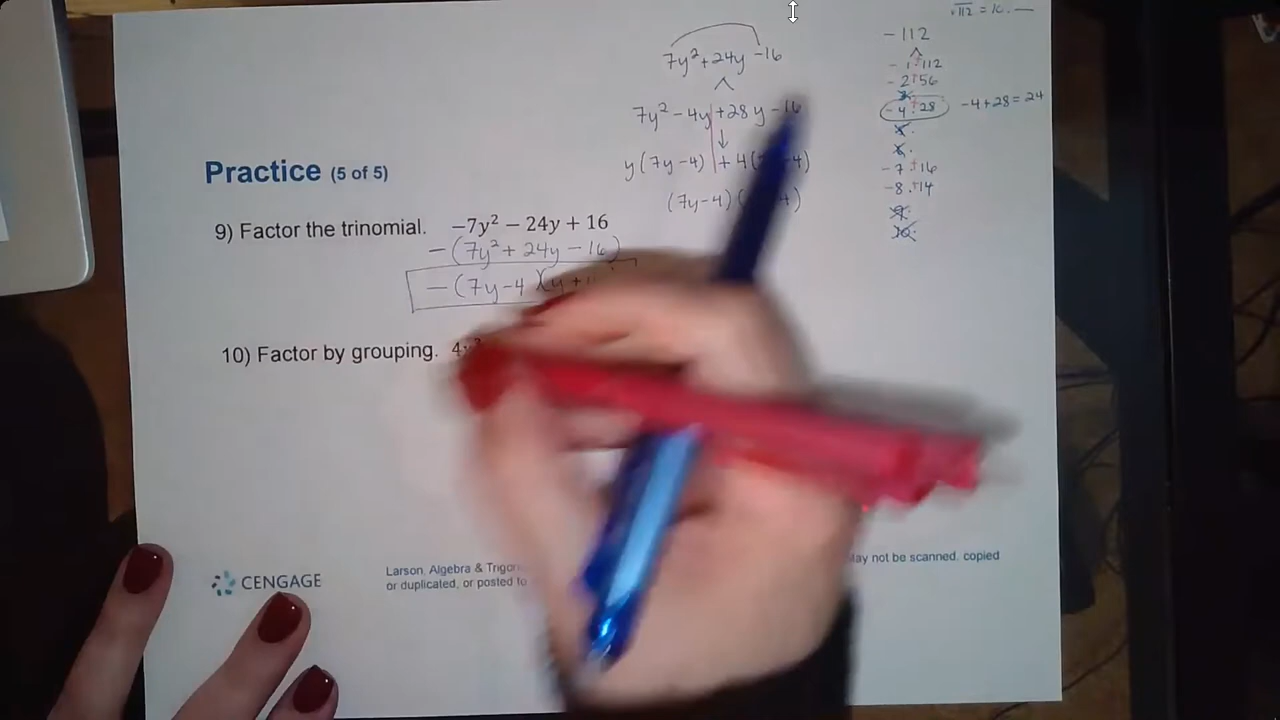 √112 = 10.
7y² + 24y - 16
7y² - 4y + 28y - 16
y(7y - 4) + 4(
(7y - 4)(
-112
-1·+112
-2·+56
-4·+28  -4+28=24
-7·+16
-8·+14
Practice (5 of 5)
9) Factor the trinomial. −7y² − 24y + 16
-(7y² + 24y - 16)
-(7y-4)(y+
10) Factor by grouping.
CENGAGE
Larson, Algebra &
may not be scanned, copied
or duplicated, or posted to